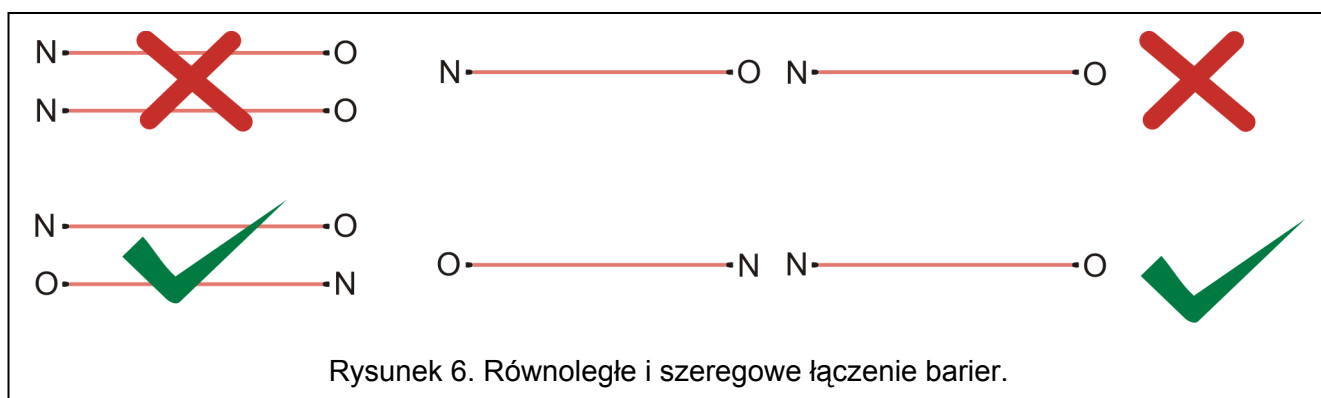 N O
N O
N O N O
N O
O N
O N N O
Rysunek 6. Równoległe i szeregowe łączenie barier.